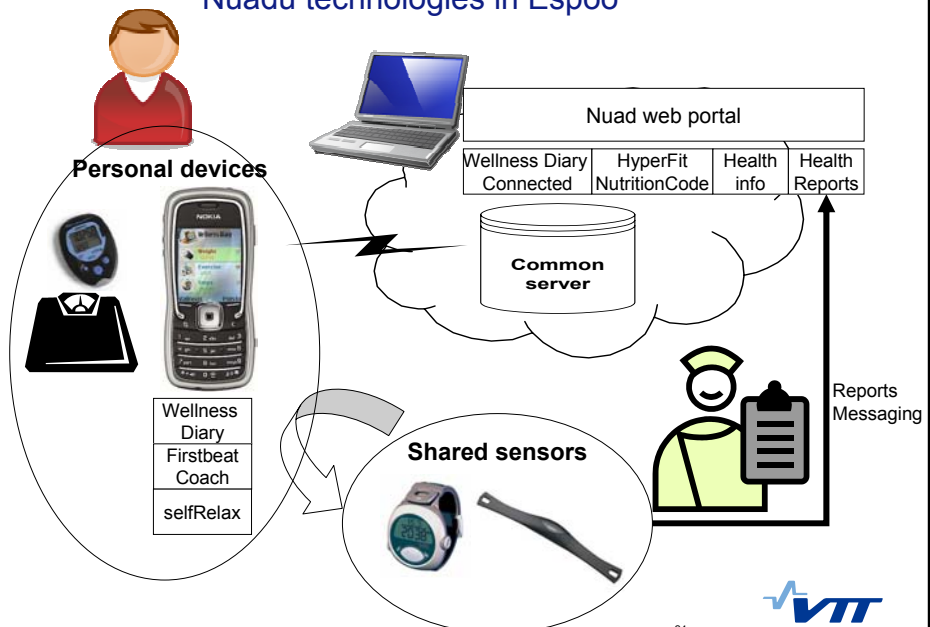 Nuadu technologies in Espoo
Nuad web portal
Wellness Diary
Connected
HyperFit
NutritionCode
Health
info
Health
Reports
Personal devices
NOKIA
Common
server
Wellness
Diary
Firstbeat
Coach
selfRelax
Shared sensors
Reports
Messaging
VTT